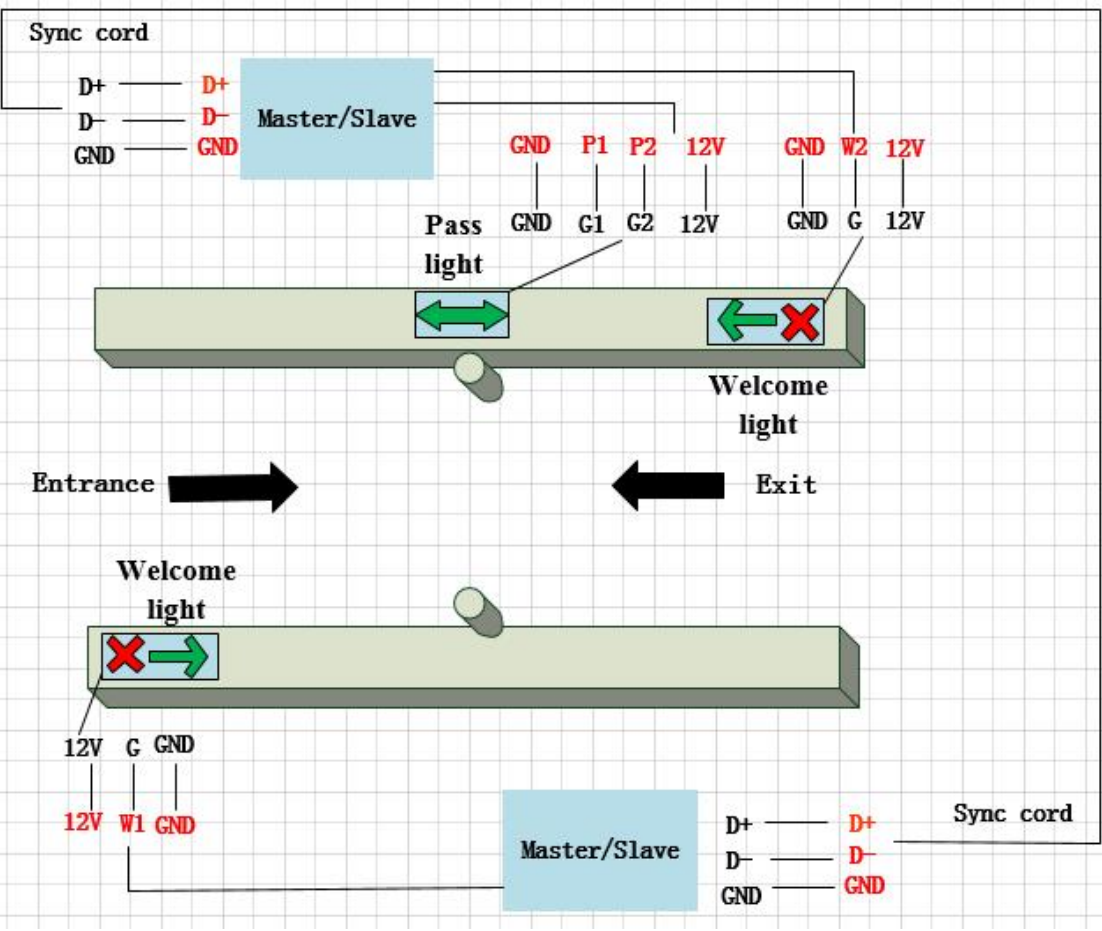 Sync cord
D+ D+
D- D-
GND GND
Master/Slave
GND P1 P2 12V
GND W2 12V
GND G1 G2 12V
GND G 12V
Pass
light
Welcome
light
Entrance
Exit
Welcome
light
12V G GND
12V W1 GND
Master/Slave
Sync cord
D+ D+
D- D-
GND GND